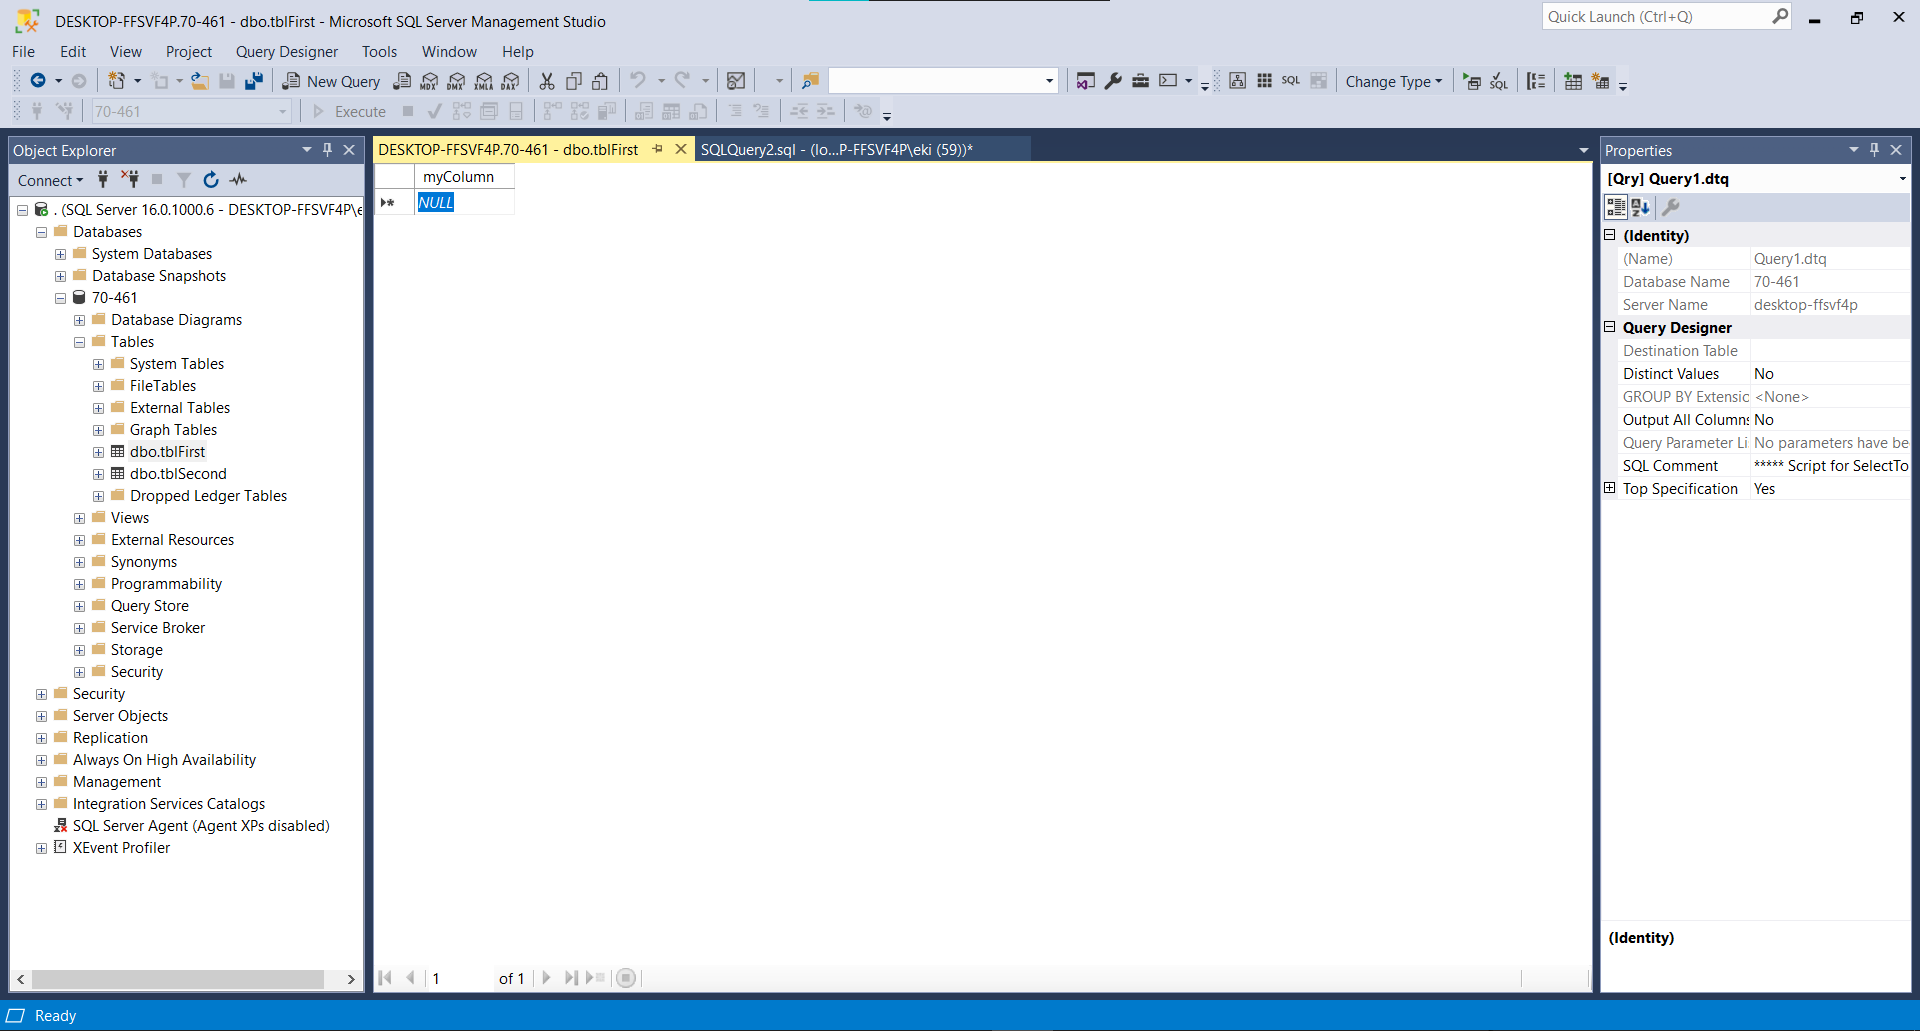 DESKTOP-FFSVF4P.70-461 - dbo.tblFirst - Microsoft SQL Server Management Studio
Quick Launch (Ctrl+Q)
File Edit View Project Query Designer Tools Window Help
New Query MDX DMX XMLA DAX SQL Change Type SQL
70-461 Execute
Object Explorer
Connect
. (SQL Server 16.0.1000.6 - DESKTOP-FFSVF4P\e
Databases
System Databases
Database Snapshots
70-461
Database Diagrams
Tables
System Tables
FileTables
External Tables
Graph Tables
dbo.tblFirst
dbo.tblSecond
Dropped Ledger Tables
Views
External Resources
Synonyms
Programmability
Query Store
Service Broker
Storage
Security
Security
Server Objects
Replication
Always On High Availability
Management
Integration Services Catalogs
SQL Server Agent (Agent XPs disabled)
XEvent Profiler
DESKTOP-FFSVF4P.70-461 - dbo.tblFirst
SQLQuery2.sql - (lo...P-FFSVF4P\eki (59))*
myColumn
NULL
1 of 1
Properties
[Qry] Query1.dtq
(Identity)
(Name) Query1.dtq
Database Name 70-461
Server Name desktop-ffsvf4p
Query Designer
Destination Table
Distinct Values No
GROUP BY Extensic <None>
Output All Columns No
Query Parameter Li No parameters have be
SQL Comment ***** Script for SelectTo
Top Specification Yes
(Identity)
Ready